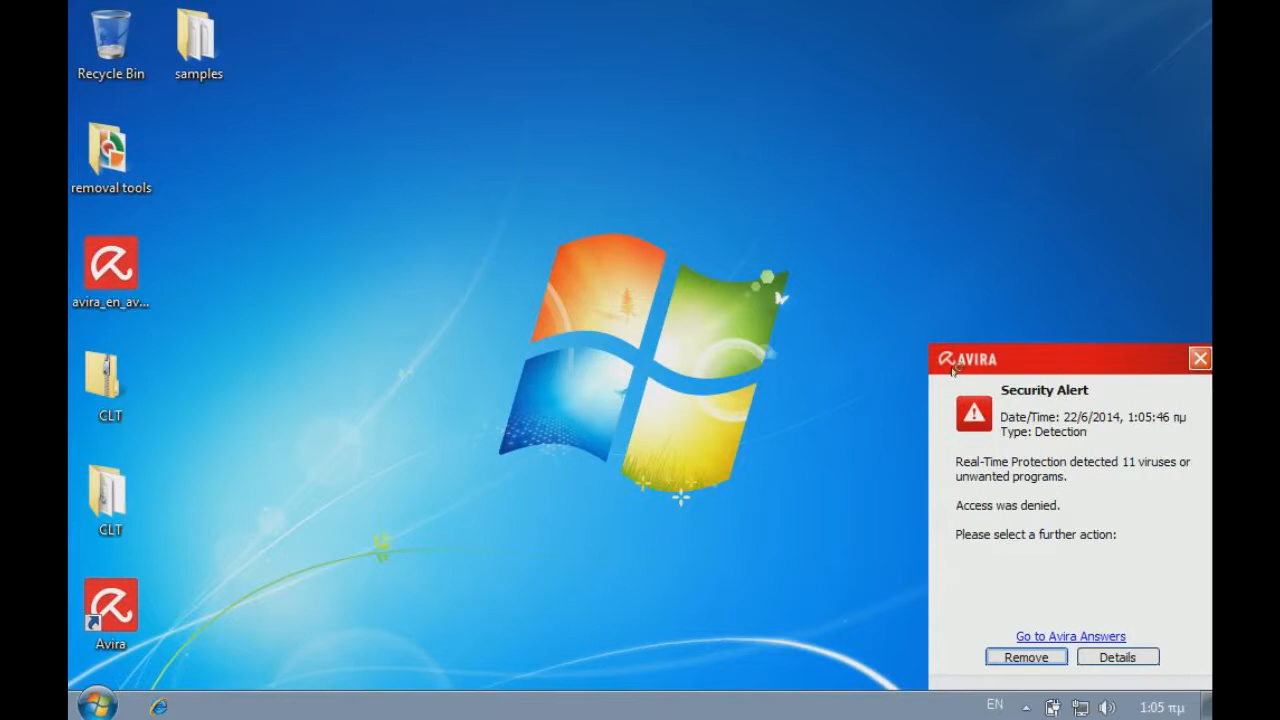 Recycle Bin
samples
removal tools
avira_en_av...
CLT
CLT
Avira
AVIRA
Security Alert
Date/Time: 22/6/2014, 1:05:46 πμ
Type: Detection
Real-Time Protection detected 11 viruses or
unwanted programs.
Access was denied.
Please select a further action:
Go to Avira Answers
Remove
Details
EN
1:05 πμ